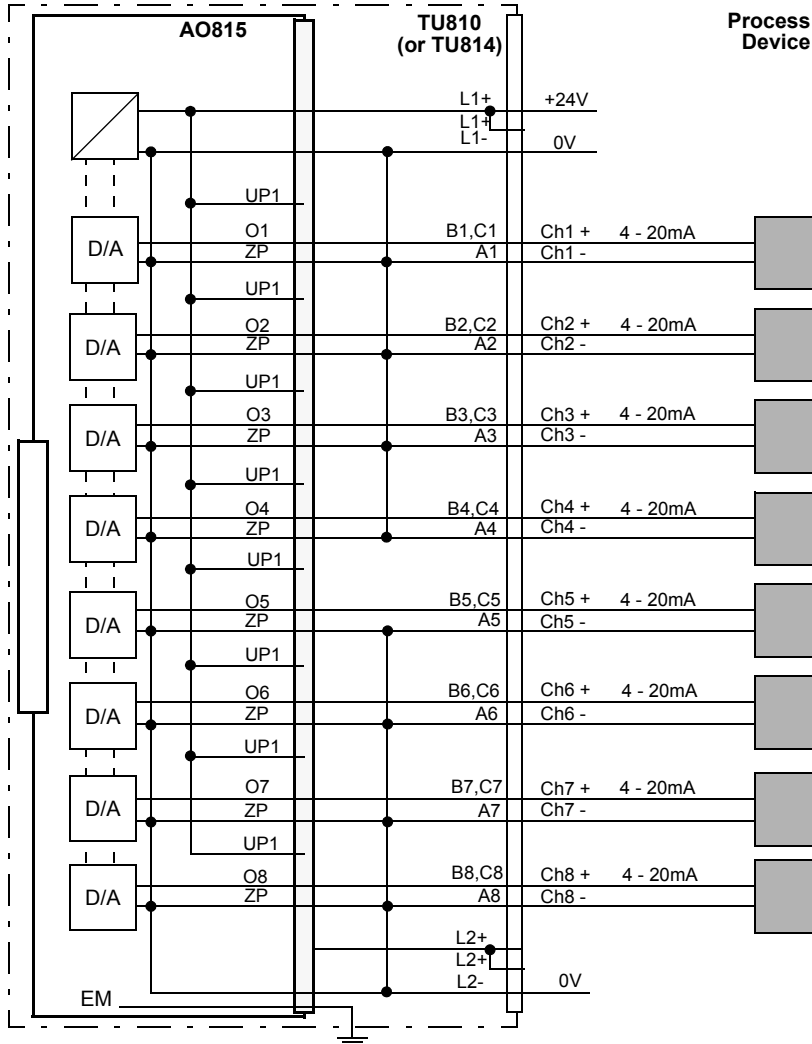 AO815
TU810
(or TU814)
Process
Device
L1+ +24V
L1+
L1- 0V
UP1
D/A O1 B1,C1 Ch1 + 4 - 20mA
ZP A1 Ch1 -
UP1
D/A O2 B2,C2 Ch2 + 4 - 20mA
ZP A2 Ch2 -
UP1
D/A O3 B3,C3 Ch3 + 4 - 20mA
ZP A3 Ch3 -
UP1
D/A O4 B4,C4 Ch4 + 4 - 20mA
ZP A4 Ch4 -
UP1
D/A O5 B5,C5 Ch5 + 4 - 20mA
ZP A5 Ch5 -
UP1
D/A O6 B6,C6 Ch6 + 4 - 20mA
ZP A6 Ch6 -
UP1
D/A O7 B7,C7 Ch7 + 4 - 20mA
ZP A7 Ch7 -
UP1
D/A O8 B8,C8 Ch8 + 4 - 20mA
ZP A8 Ch8 -
L2+
L2+
L2- 0V
EM